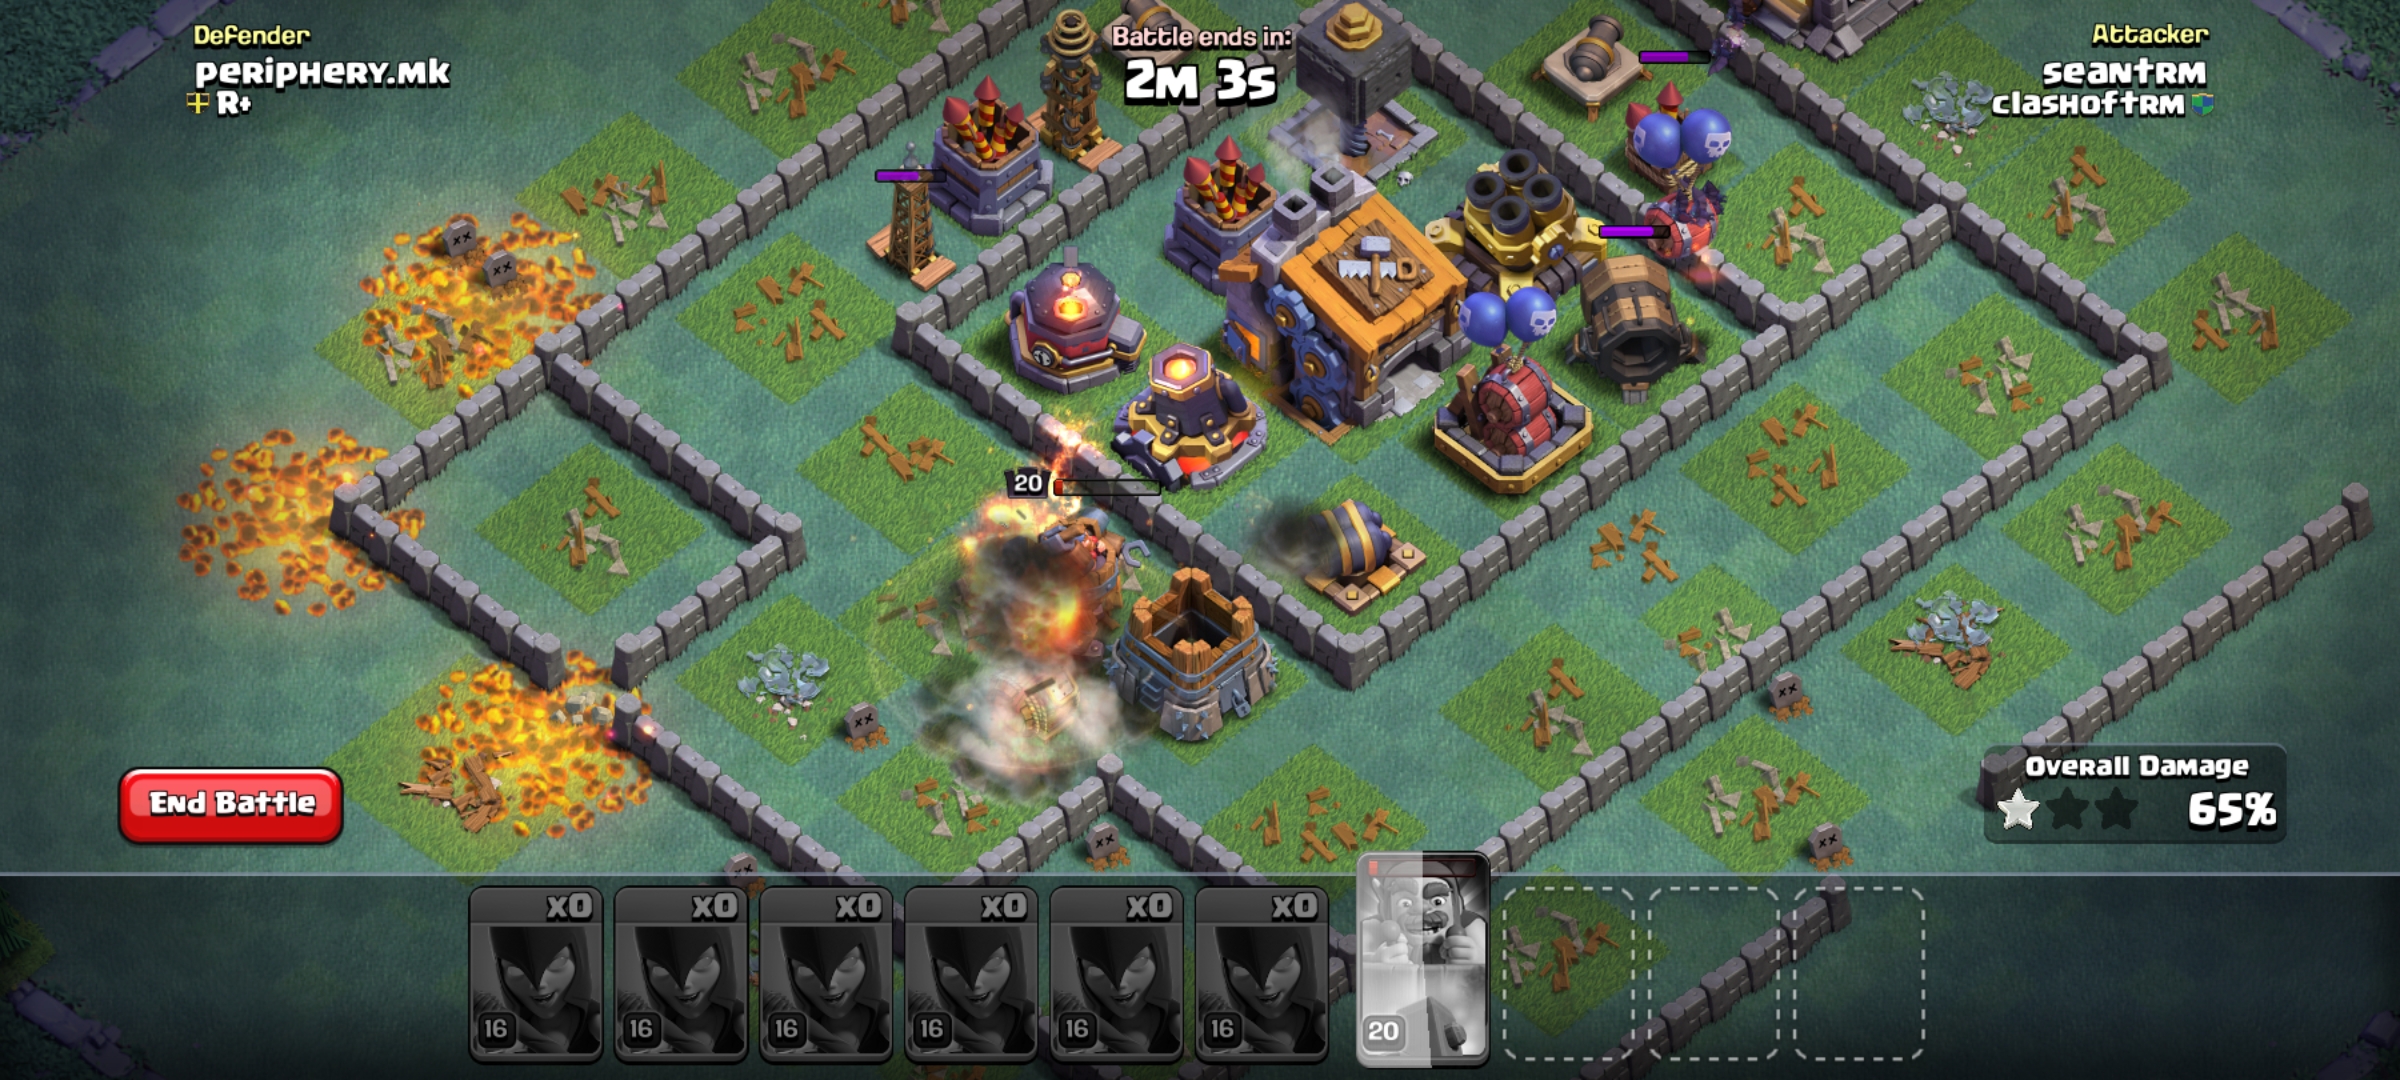 Defender
PERIPHERY.MK
R+
Battle ends in:
2M 3S
Attacker
SEANTRM
CLASHOFTRM
20
End Battle
Overall Damage
65%
x0
x0
x0
x0
x0
x0
16
16
16
16
16
16
20